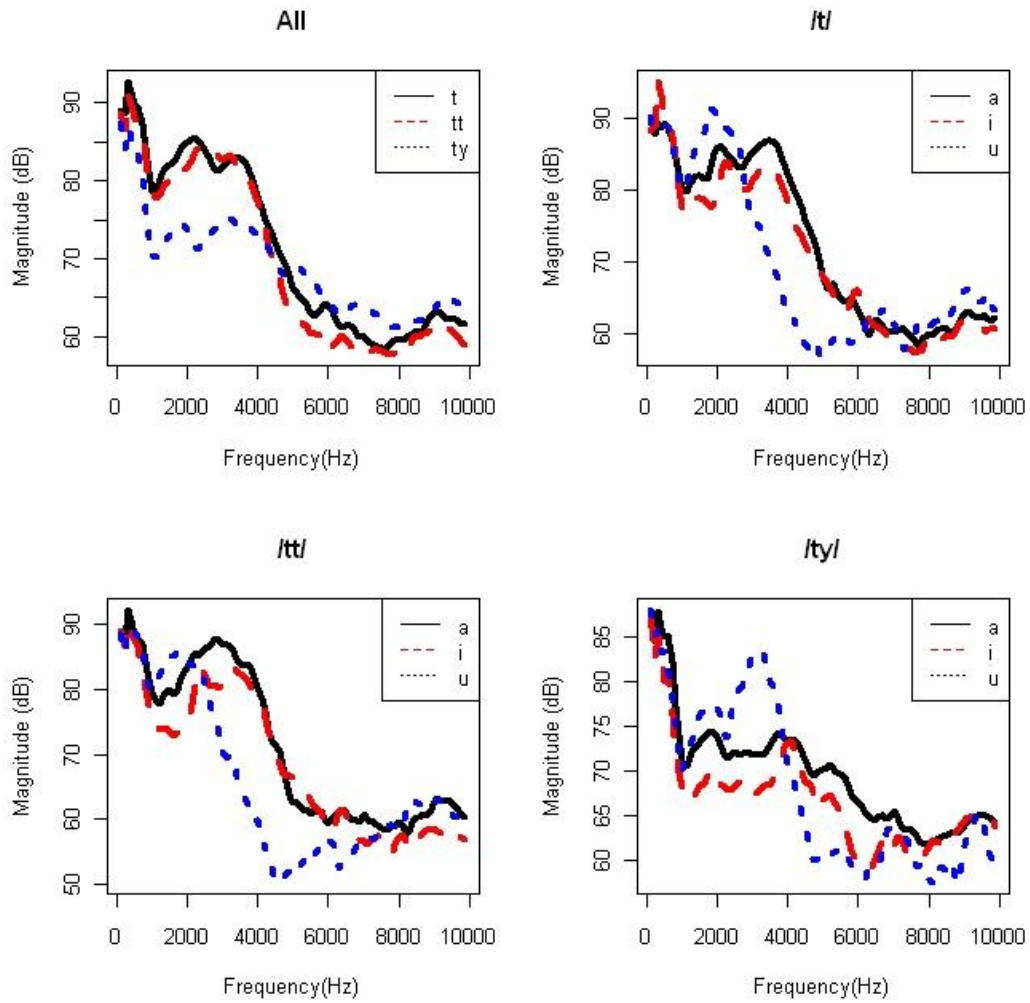 All
Magnitude (dB)
90
80
70
60
t
tt
ty
0 2000 4000 6000 8000 10000
Frequency(Hz)
/t/
Magnitude (dB)
90
80
70
60
a
i
u
0 2000 4000 6000 8000 10000
Frequency(Hz)
/tt/
Magnitude (dB)
90
80
70
60
50
a
i
u
0 2000 4000 6000 8000 10000
Frequency(Hz)
/ty/
Magnitude (dB)
85
80
75
70
65
60
a
i
u
0 2000 4000 6000 8000 10000
Frequency(Hz)